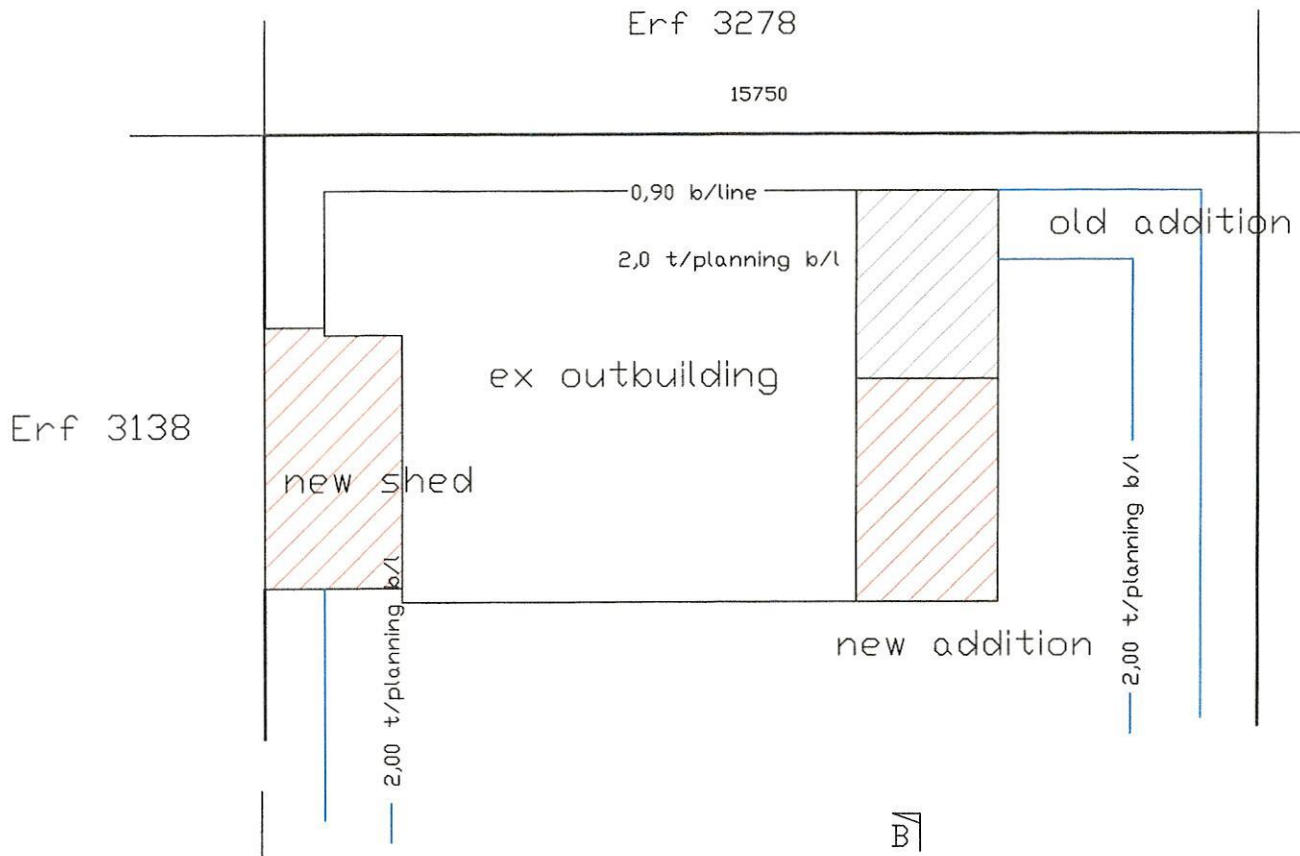 Erf 3278
15750
0,90 b/line
old addition
2,0 t/planning b/l
ex outbuilding
Erf 3138
new shed
2,00 t/planning b/l
2,00 t/planning b/l
new addition
B